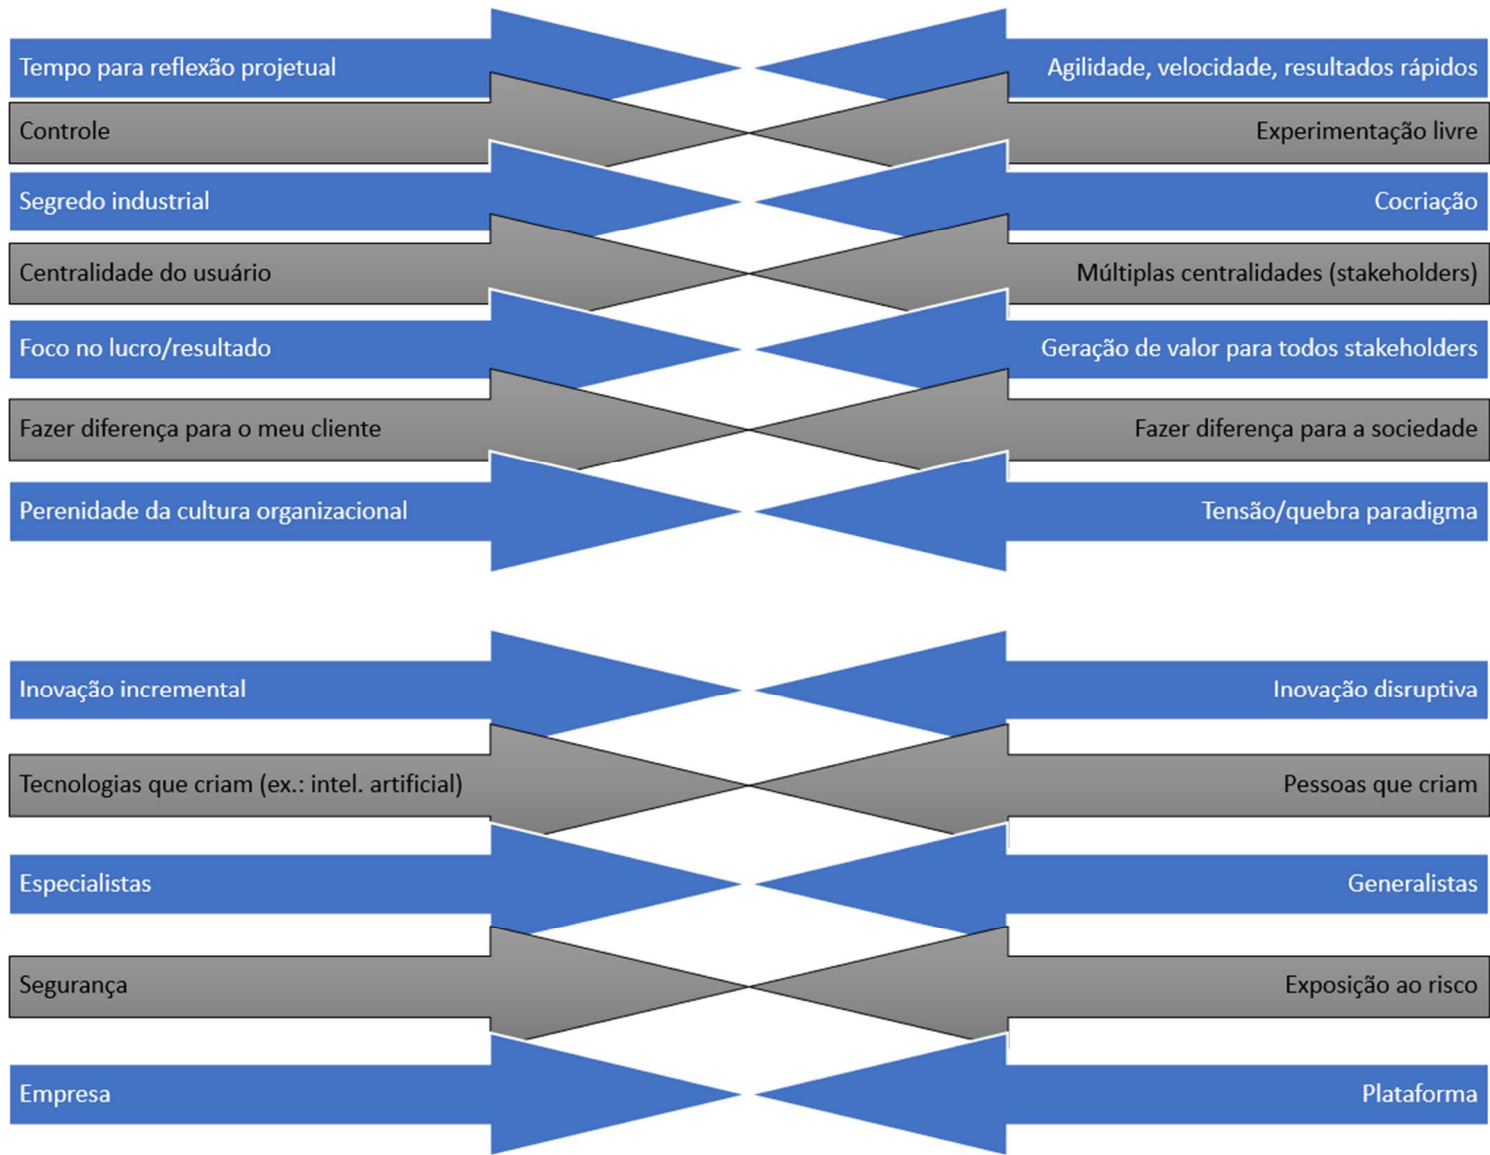 Tempo para reflexão projetual
Agilidade, velocidade, resultados rápidos
Controle
Experimentação livre
Segredo industrial
Cocriação
Centralidade do usuário
Múltiplas centralidades (stakeholders)
Foco no lucro/resultado
Geração de valor para todos stakeholders
Fazer diferença para o meu cliente
Fazer diferença para a sociedade
Perenidade da cultura organizacional
Tensão/quebra paradigma
Inovação incremental
Inovação disruptiva
Tecnologias que criam (ex.: intel. artificial)
Pessoas que criam
Especialistas
Generalistas
Segurança
Exposição ao risco
Empresa
Plataforma